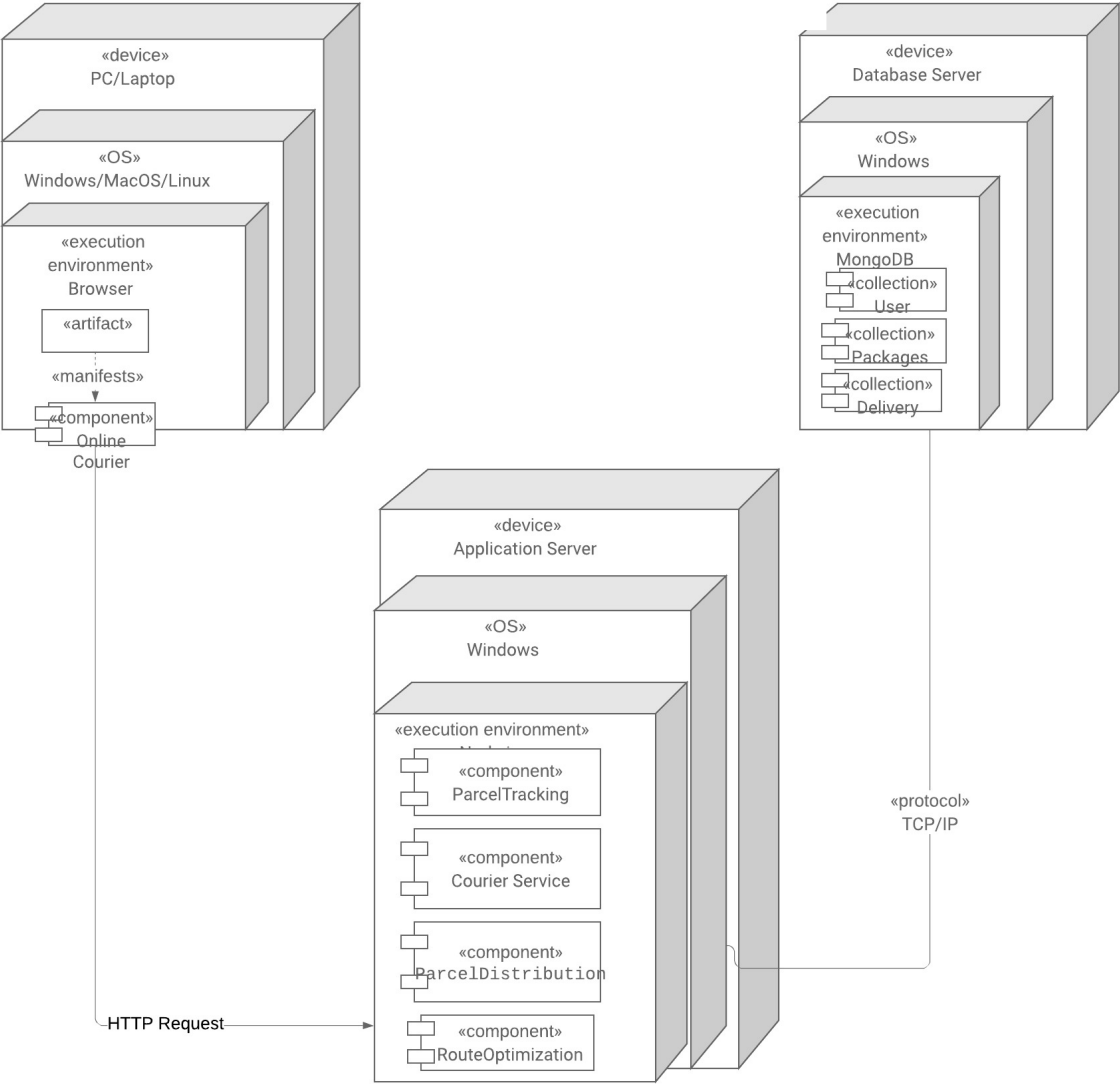 «device»
PC/Laptop
«OS»
Windows/MacOS/Linux
«execution
environment»
Browser
«artifact»
«manifests»
«component»
Online
Courier
«device»
Database Server
«OS»
Windows
«execution
environment»
MongoDB
«collection»
User
«collection»
Packages
«collection»
Delivery
«device»
Application Server
«OS»
Windows
«execution environment»
«component»
ParcelTracking
«component»
Courier Service
«component»
ParcelDistribution
«component»
RouteOptimization
«protocol»
TCP/IP
HTTP Request